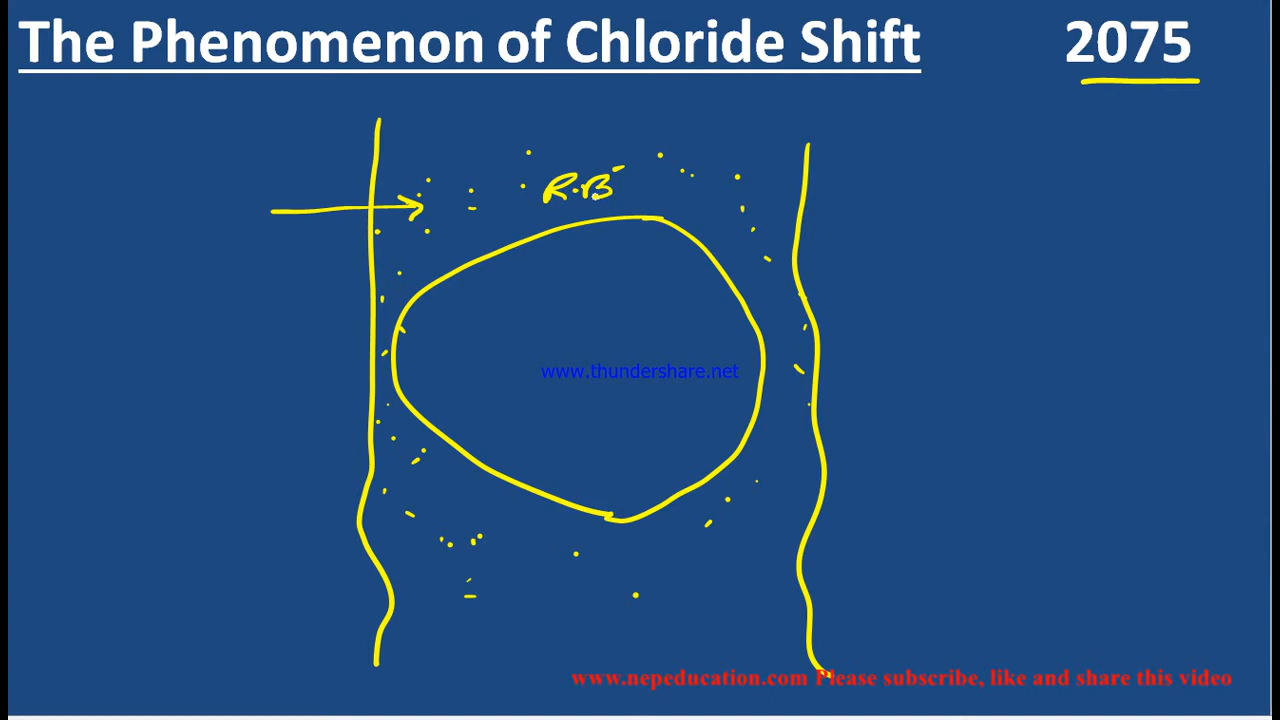 The Phenomenon of Chloride Shift 2075
R.B
www.thundershare.net
www.nepeducation.com Please subscribe, like and share this video